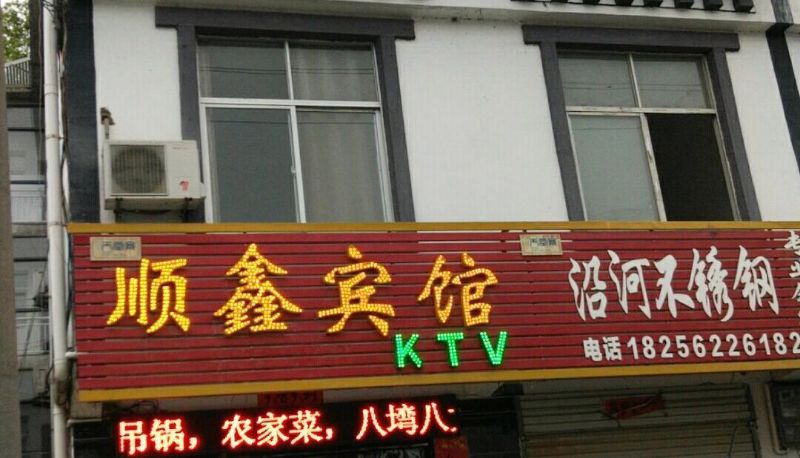 顺鑫宾馆
KTV
沿河不锈钢
电话18256226182
吊锅，农家菜，八塆八